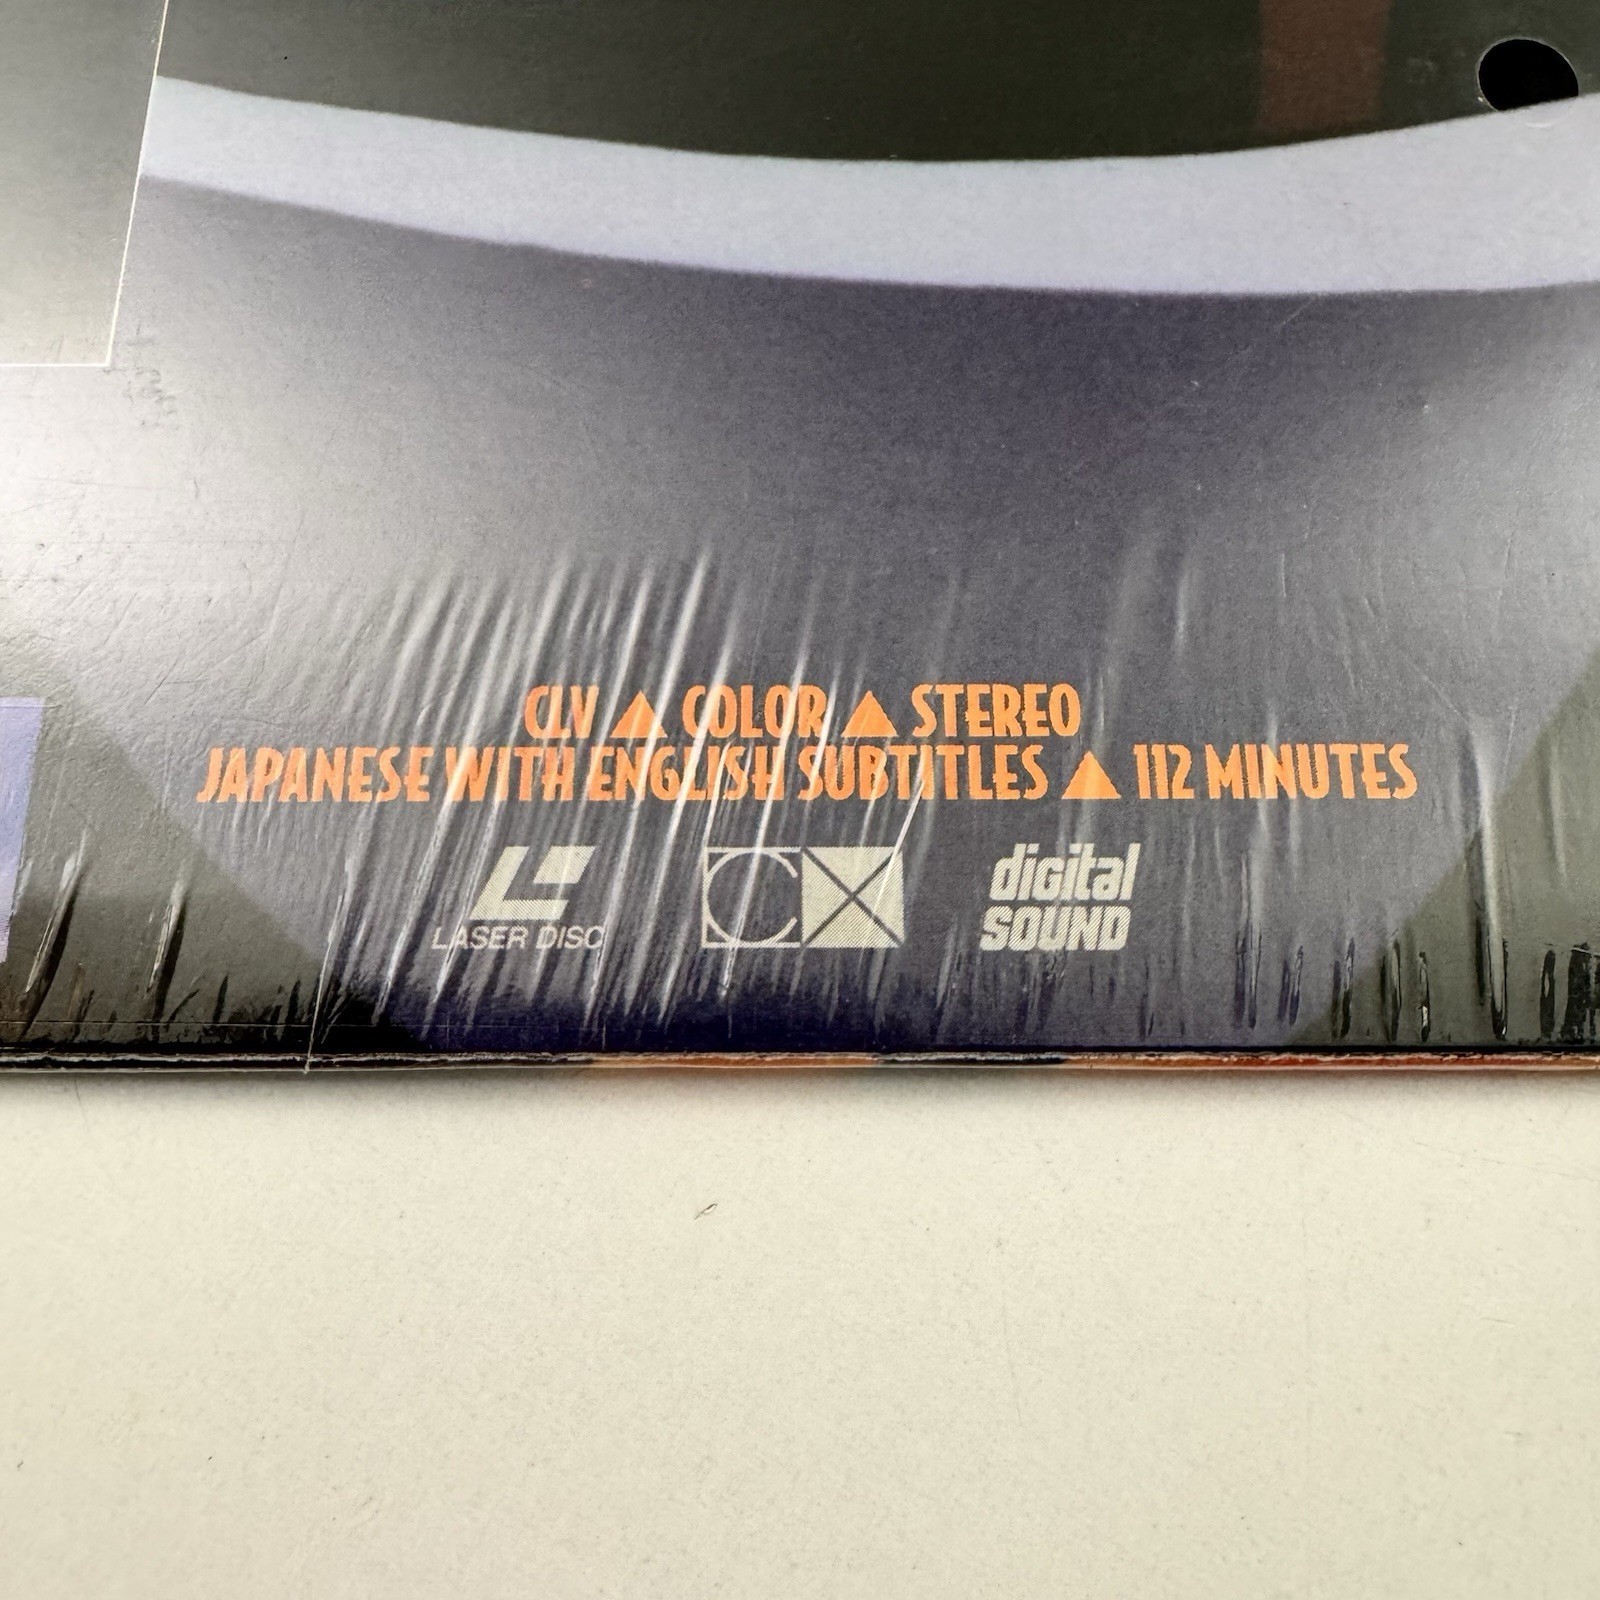 CLV ▲ COLOR ▲ STEREO
JAPANESE WITH ENGLISH SUBTITLES ▲ 112 MINUTES
LASER DISC
CX
digital
SOUND